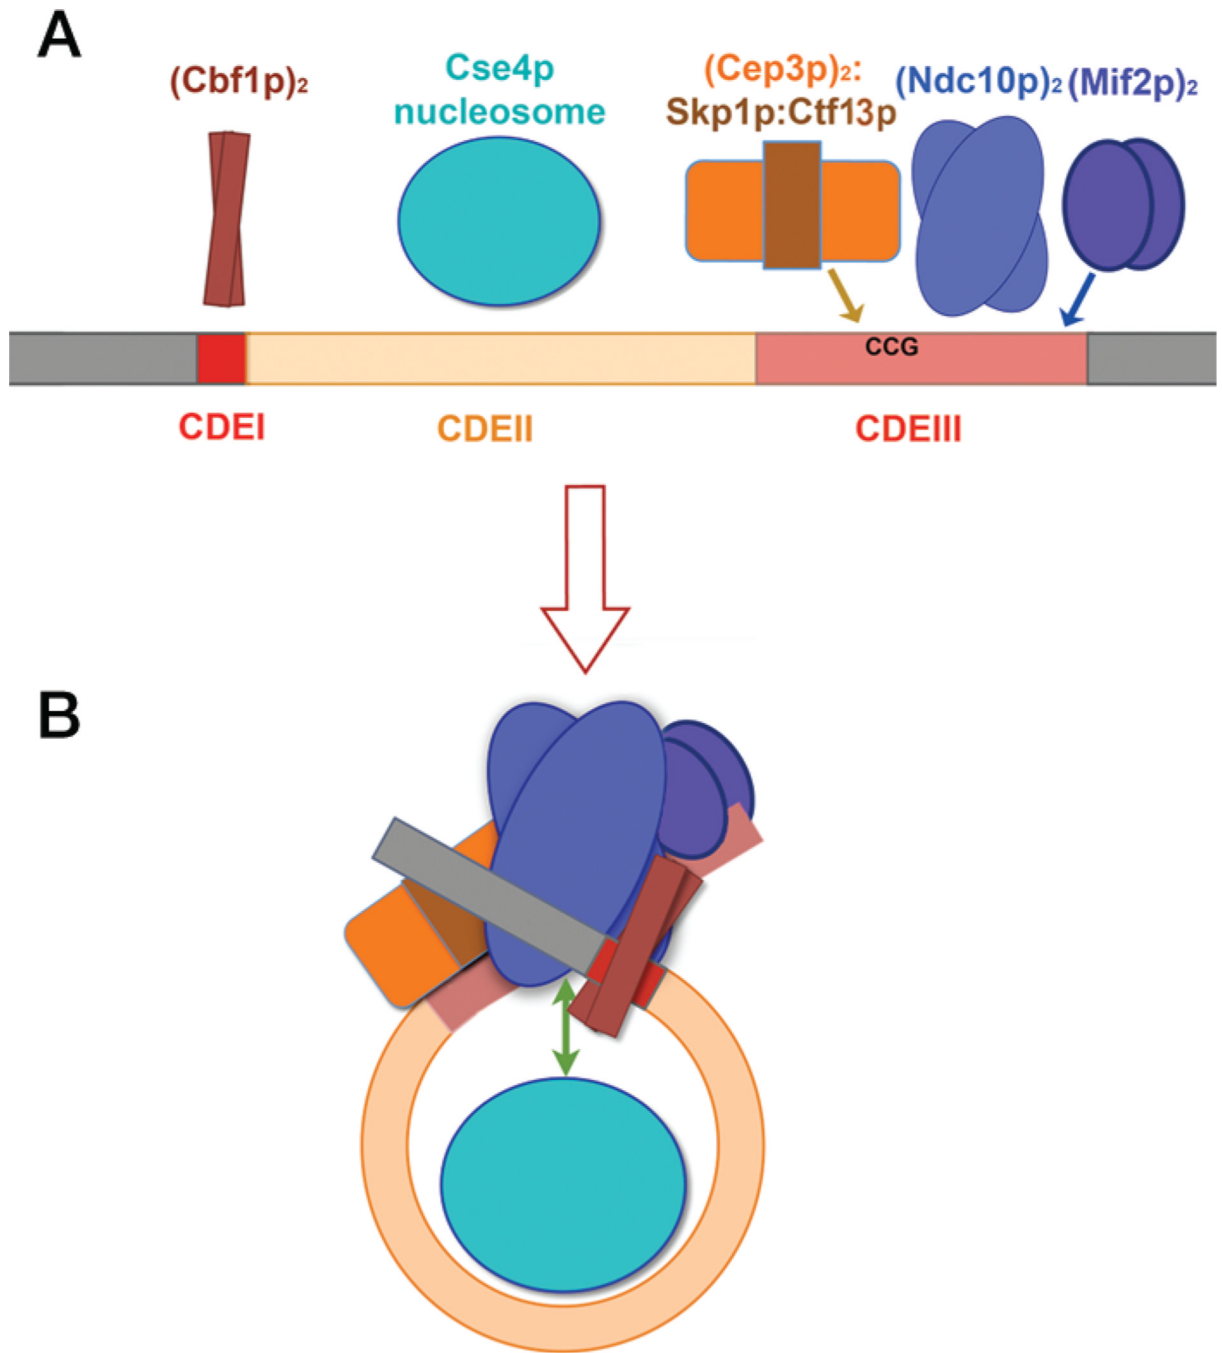 A
(Cbf1p)2
Cse4p
nucleosome
(Cep3p)2:
Skp1p:Ctf13p
(Ndc10p)2
(Mif2p)2
CCG
CDEI
CDEII
CDEIII
B